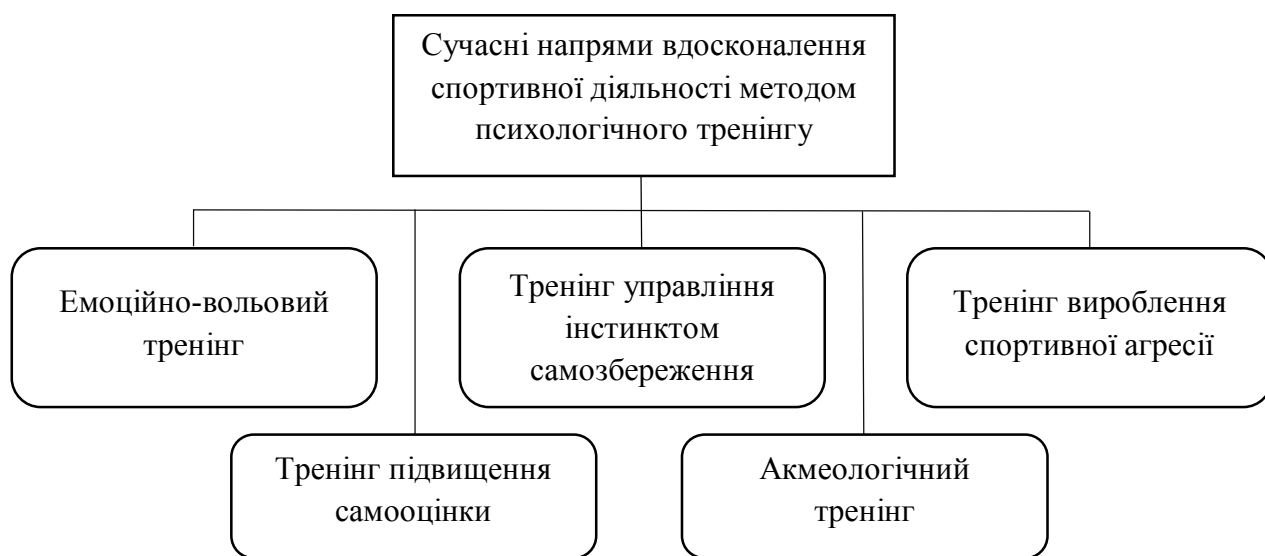 Сучасні напрями вдосконалення
спортивної діяльності методом
психологічного тренінгу
Емоційно-вольовий
тренінг
Тренінг управління
інстинктом
самозбереження
Тренінг вироблення
спортивної агресії
Тренінг підвищення
самооцінки
Акмеологічний
тренінг